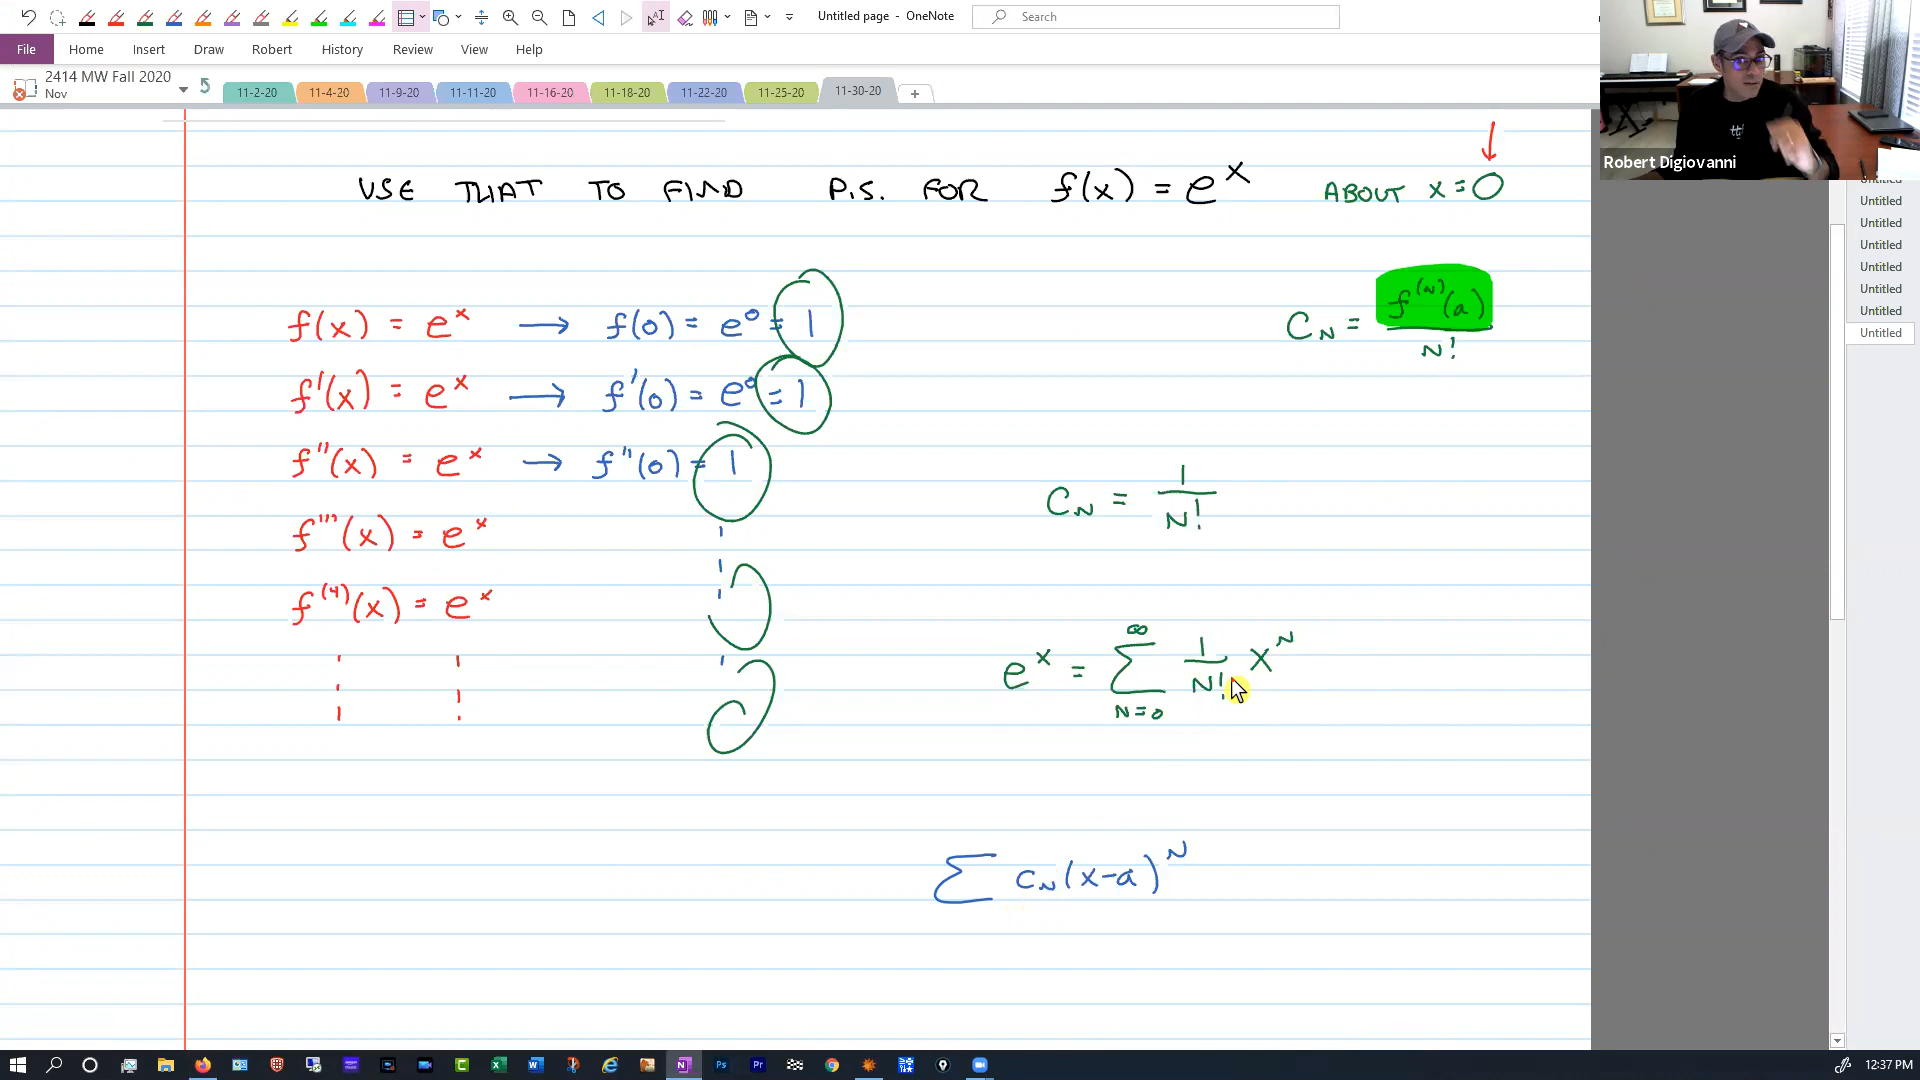 Untitled page - OneNote
Search
File Home Insert Draw Robert History Review View Help
2414 MW Fall 2020
Nov
11-2-20 11-4-20 11-9-20 11-11-20 11-16-20 11-18-20 11-22-20 11-25-20 11-30-20
Robert Digiovanni
USE THAT TO FIND P.S. FOR f(x) = e^x ABOUT x = 0
f(x) = e^x → f(0) = e^0 = 1
C_N = f^(N)(a) / N!
f'(x) = e^x → f'(0) = e^0 = 1
f''(x) = e^x → f''(0) = 1
C_N = 1 / N!
f'''(x) = e^x
f^(4)(x) = e^x
e^x = ∑_{N=0}^{∞} 1/N! x^N
∑ C_N (x-a)^N
Untitled
Untitled
Untitled
Untitled
Untitled
Untitled
Untitled
12:37 PM